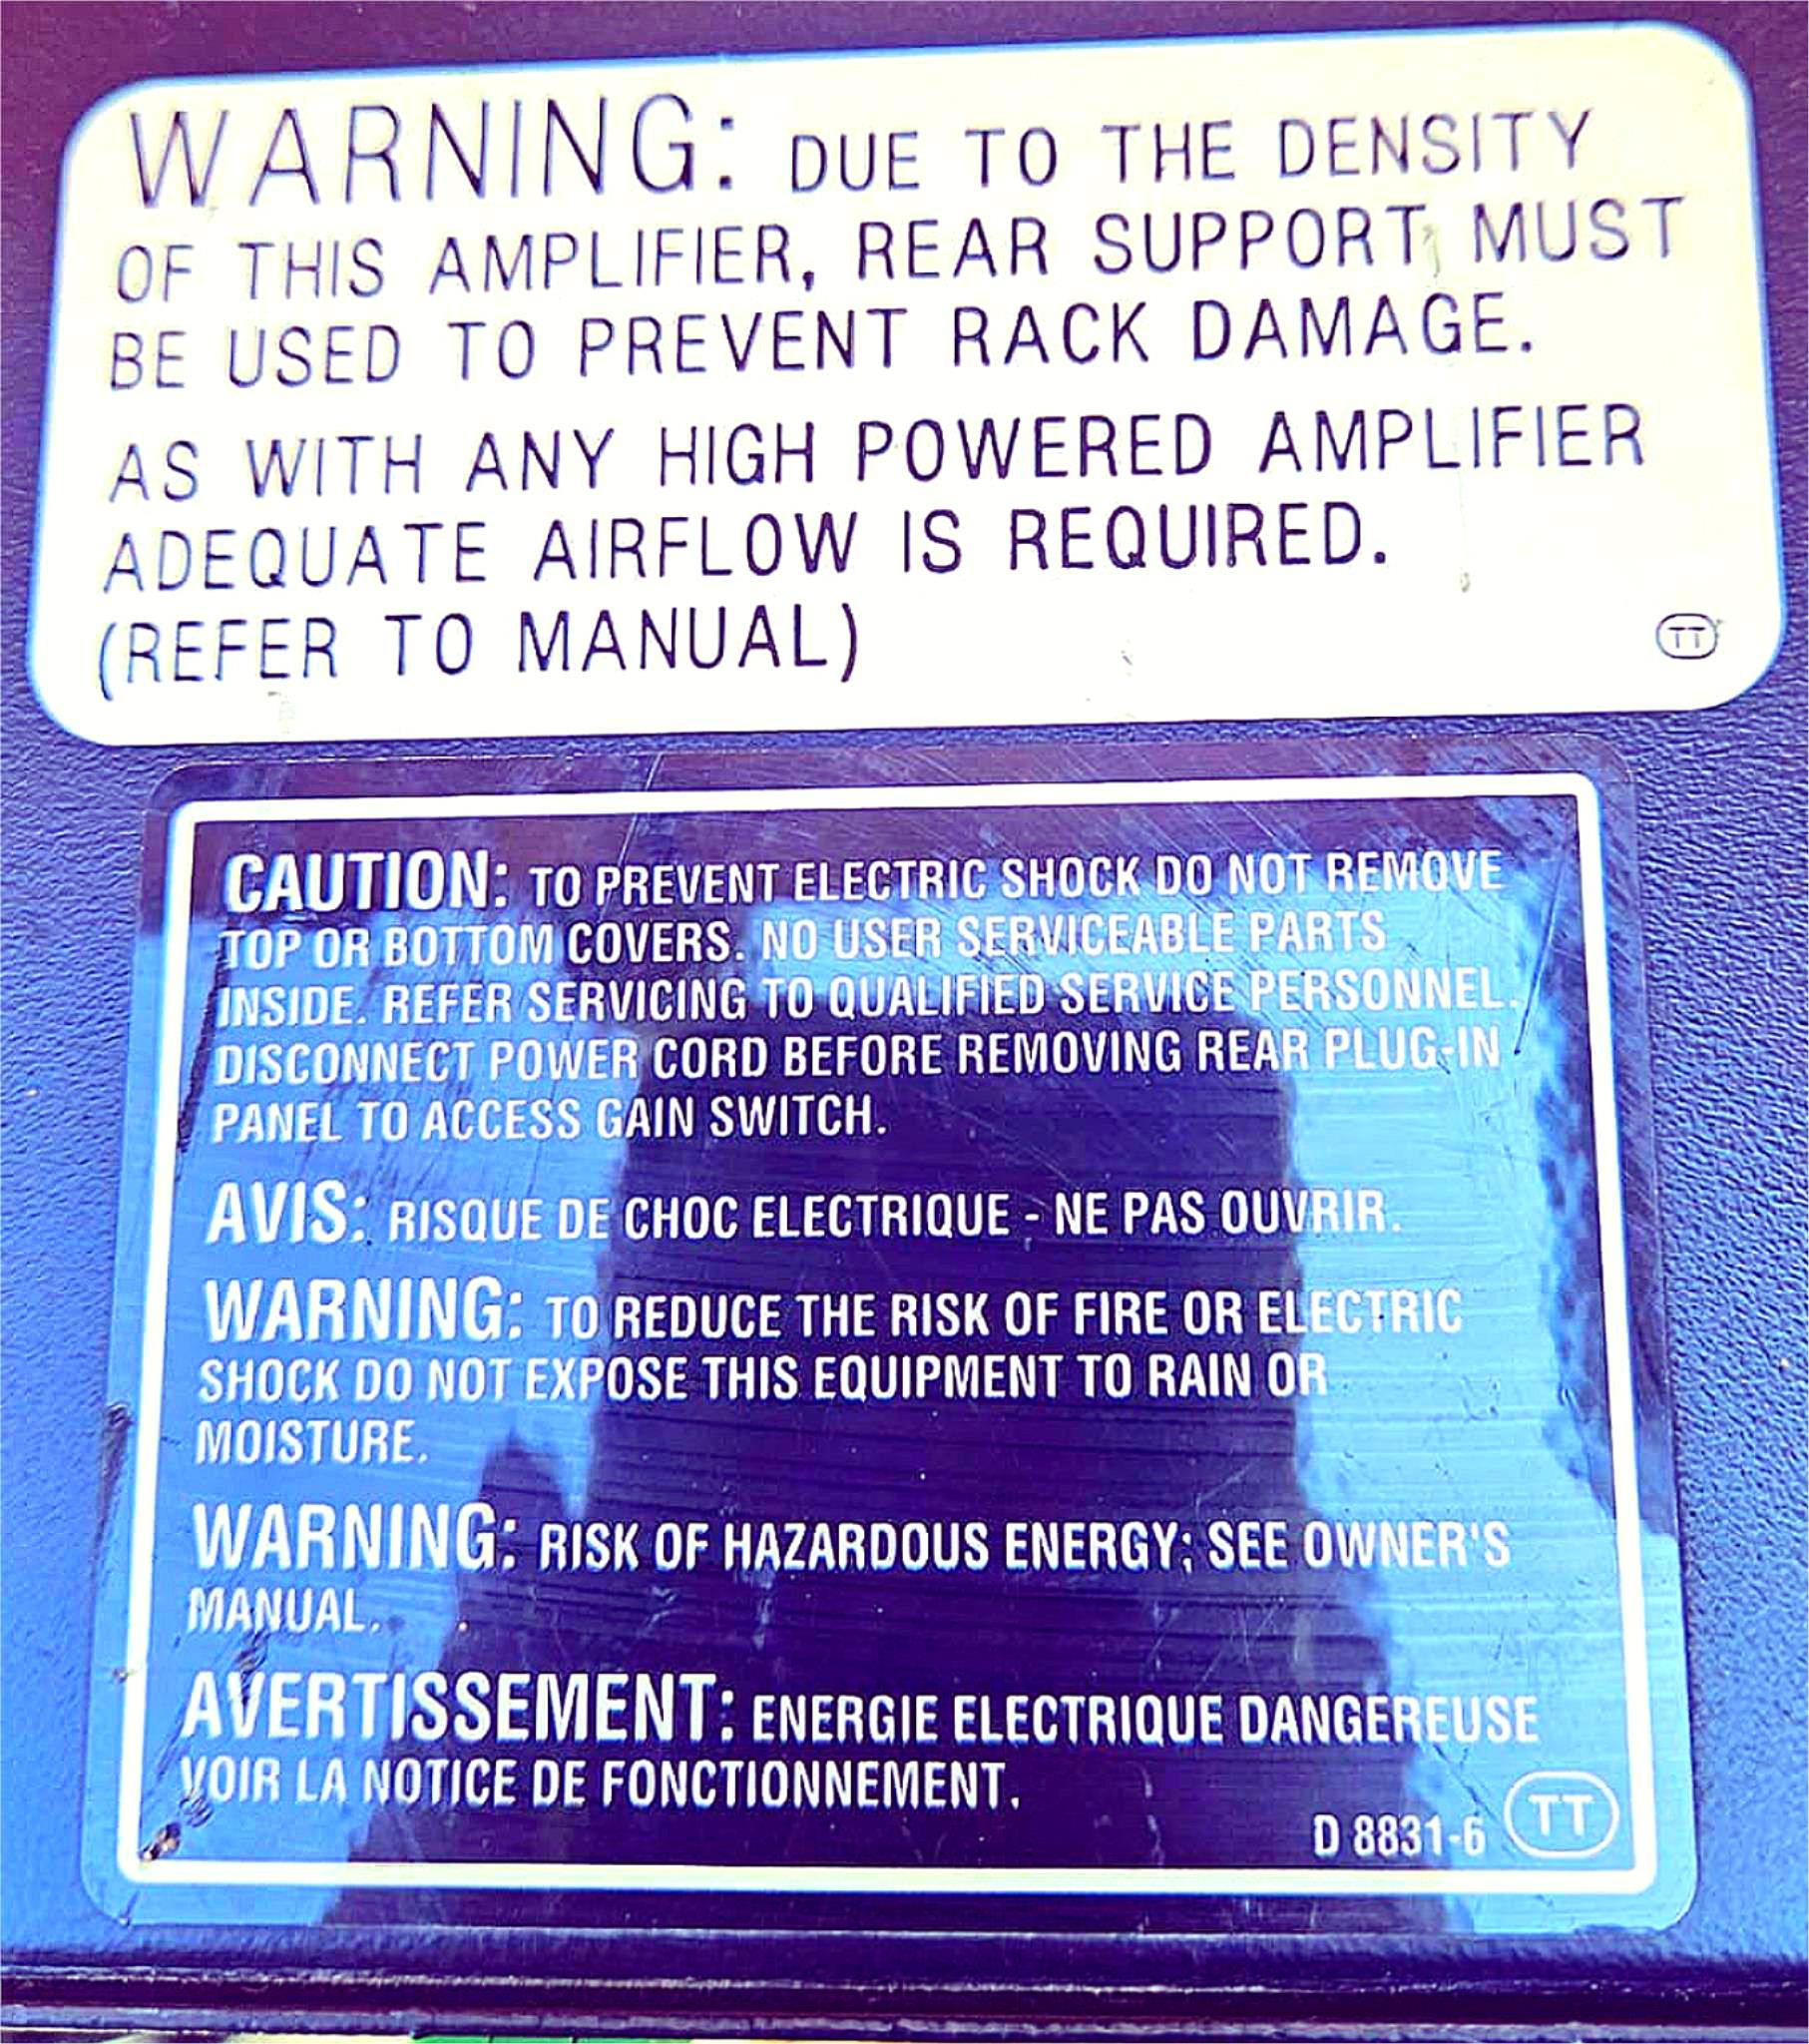 WARNING: DUE TO THE DENSITY
OF THIS AMPLIFIER, REAR SUPPORT MUST
BE USED TO PREVENT RACK DAMAGE.
AS WITH ANY HIGH POWERED AMPLIFIER
ADEQUATE AIRFLOW IS REQUIRED.
(REFER TO MANUAL)
TT
CAUTION: TO PREVENT ELECTRIC SHOCK DO NOT REMOVE
TOP OR BOTTOM COVERS. NO USER SERVICEABLE PARTS
INSIDE. REFER SERVICING TO QUALIFIED SERVICE PERSONNEL.
DISCONNECT POWER CORD BEFORE REMOVING REAR PLUG-IN
PANEL TO ACCESS GAIN SWITCH.
AVIS: RISQUE DE CHOC ELECTRIQUE - NE PAS OUVRIR.
WARNING: TO REDUCE THE RISK OF FIRE OR ELECTRIC
SHOCK DO NOT EXPOSE THIS EQUIPMENT TO RAIN OR
MOISTURE.
WARNING: RISK OF HAZARDOUS ENERGY; SEE OWNER'S
MANUAL.
AVERTISSEMENT: ENERGIE ELECTRIQUE DANGEREUSE
VOIR LA NOTICE DE FONCTIONNEMENT.
D 8831-6 TT